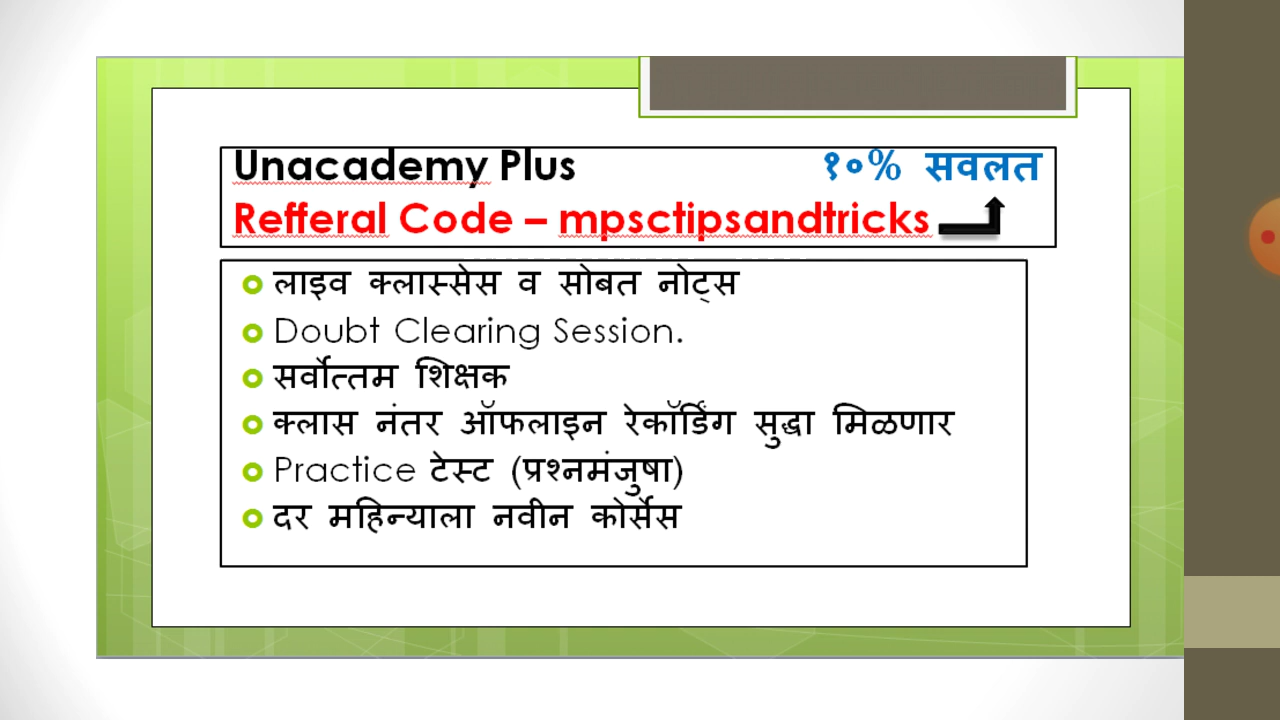 Unacademy Plus १०% सवलत
Refferal Code – mpsctipsandtricks
लाइव क्लास्सेस व सोबत नोट्स
Doubt Clearing Session.
सर्वोत्तम शिक्षक
क्लास नंतर ऑफलाइन रेकॉर्डिंग सुद्धा मिळणार
Practice टेस्ट (प्रश्नमंजुषा)
दर महिन्याला नवीन कोर्सेस